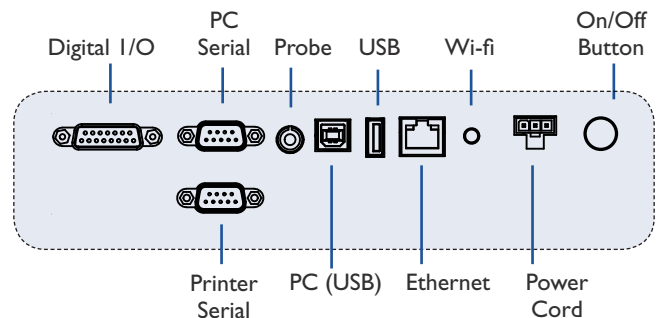 Digital I/O
PC
Serial
Probe
USB
Wi-fi
On/Off
Button
Printer
Serial
PC (USB)
Ethernet
Power
Cord